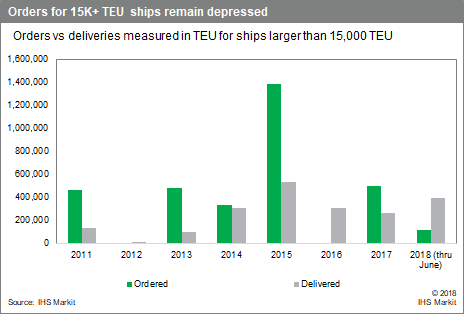 Orders for 15K+ TEU ships remain depressed
Orders vs deliveries measured in TEU for ships larger than 15,000 TEU
1,600,000
1,400,000
1,200,000
1,000,000
800,000
600,000
400,000
200,000
0
2011 2012 2013 2014 2015 2016 2017 2018 (thru
June)
Ordered Delivered
Source: IHS Markit
© 2018
IHS Markit